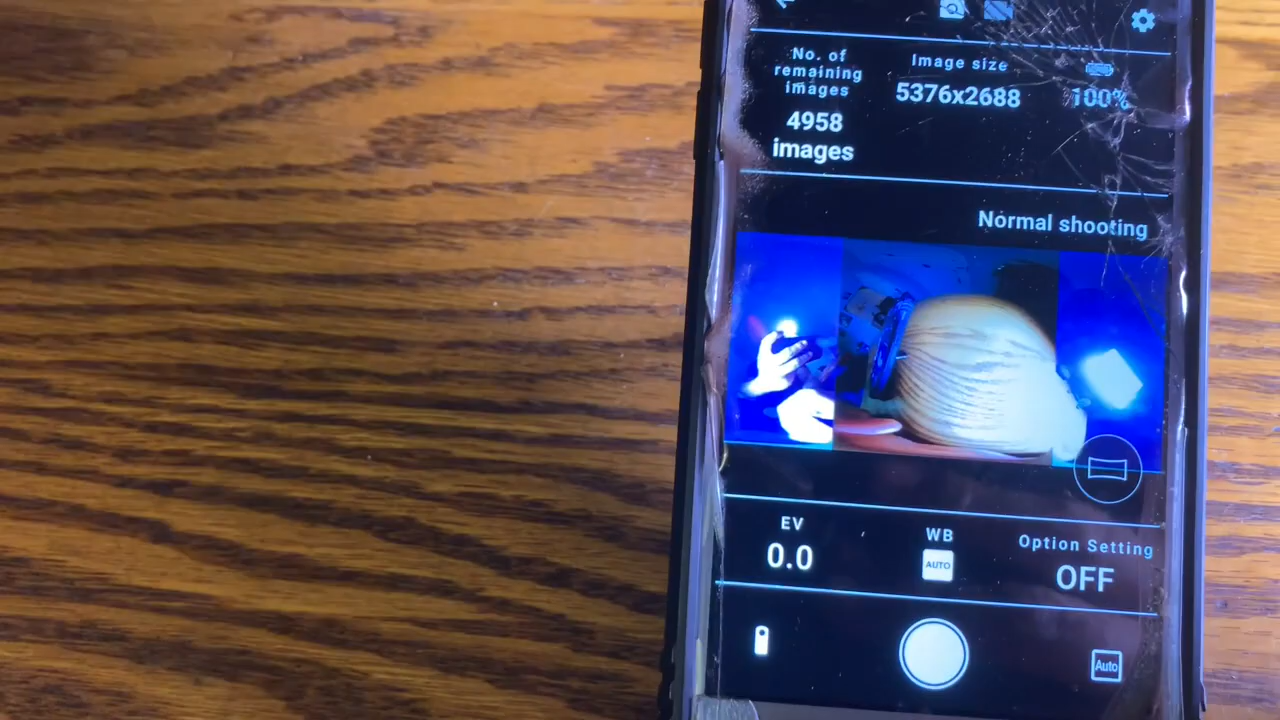 No. of
remaining
images
4958
images
Image size
5376x2688
100%
Normal shooting
EV
0.0
WB
AUTO
Option Setting
OFF
Auto